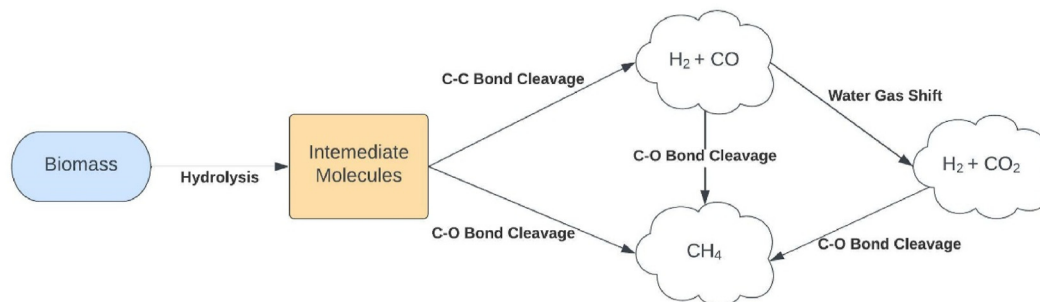 H₂ + CO
C-C Bond Cleavage
Water Gas Shift
Biomass
Hydrolysis
Intemediate
Molecules
C-O Bond Cleavage
H₂ + CO₂
C-O Bond Cleavage
CH₄
C-O Bond Cleavage